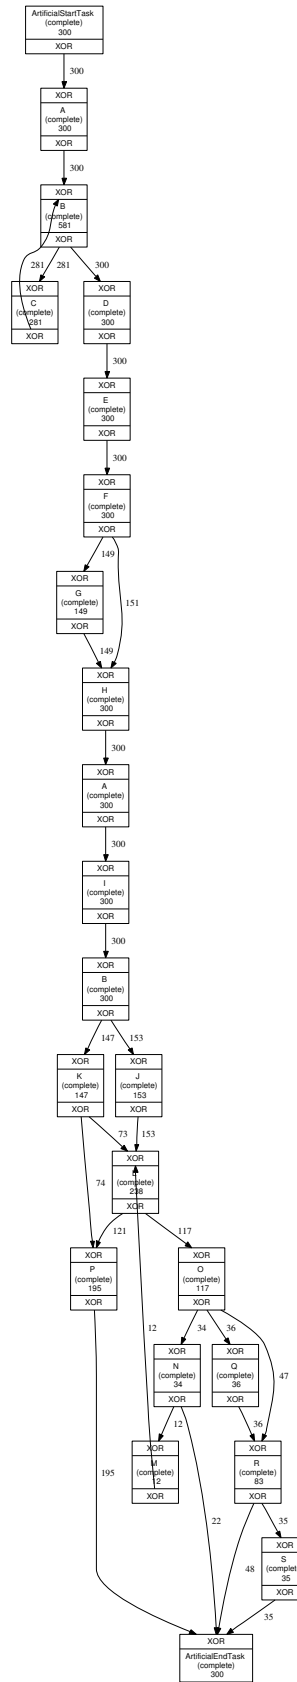 ArtificialStartTask
(complete)
300
XOR
300
XOR
A
(complete)
300
XOR
300
XOR
B
(complete)
581
XOR
281
281
300
XOR
C
(complete)
281
XOR
XOR
D
(complete)
300
XOR
300
XOR
E
(complete)
300
XOR
300
XOR
F
(complete)
300
XOR
149
151
XOR
G
(complete)
149
XOR
149
XOR
H
(complete)
300
XOR
300
XOR
A
(complete)
300
XOR
300
XOR
I
(complete)
300
XOR
300
XOR
B
(complete)
300
XOR
147
153
XOR
K
(complete)
147
XOR
XOR
J
(complete)
153
XOR
73
153
74
XOR
L
(complete)
238
XOR
121
117
XOR
P
(complete)
195
XOR
XOR
O
(complete)
117
XOR
12
34
36
47
XOR
N
(complete)
34
XOR
XOR
Q
(complete)
36
XOR
12
36
XOR
M
(complete)
12
XOR
XOR
R
(complete)
83
XOR
195
22
48
35
XOR
S
(complet
35
XOR
35
XOR
ArtificialEndTask
(complete)
300